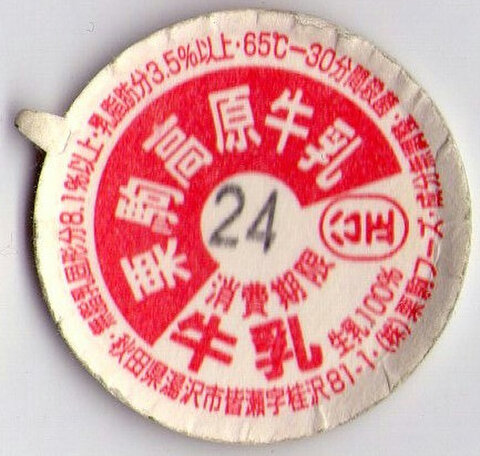 栗駒高原牛乳
24
消費期限
牛乳
生乳100%
公正
無脂乳固形分8.1%以上・乳脂肪分3.5%以上・65℃-30分間殺菌・
秋田県湯沢市皆瀬字桂沢81-1・(株)栗駒フーズ・